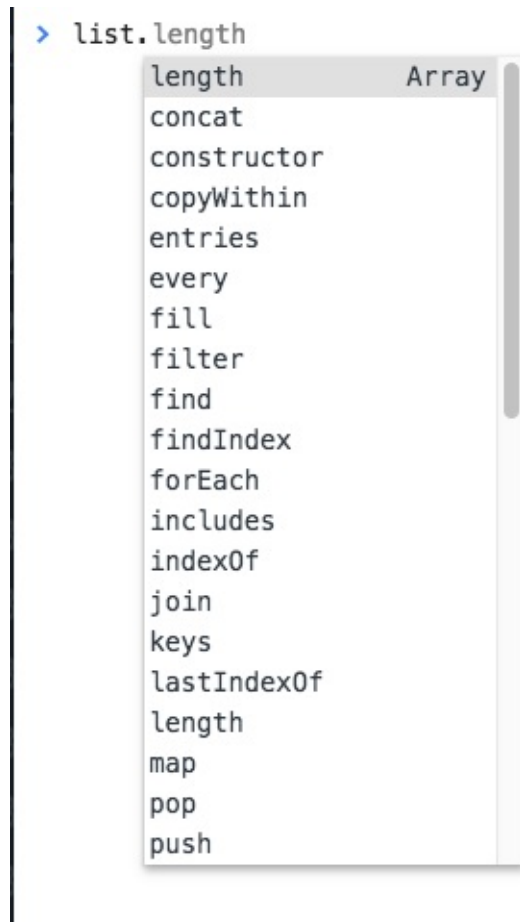 > list.length
length Array
concat
constructor
copyWithin
entries
every
fill
filter
find
findIndex
forEach
includes
indexOf
join
keys
lastIndexOf
length
map
pop
push